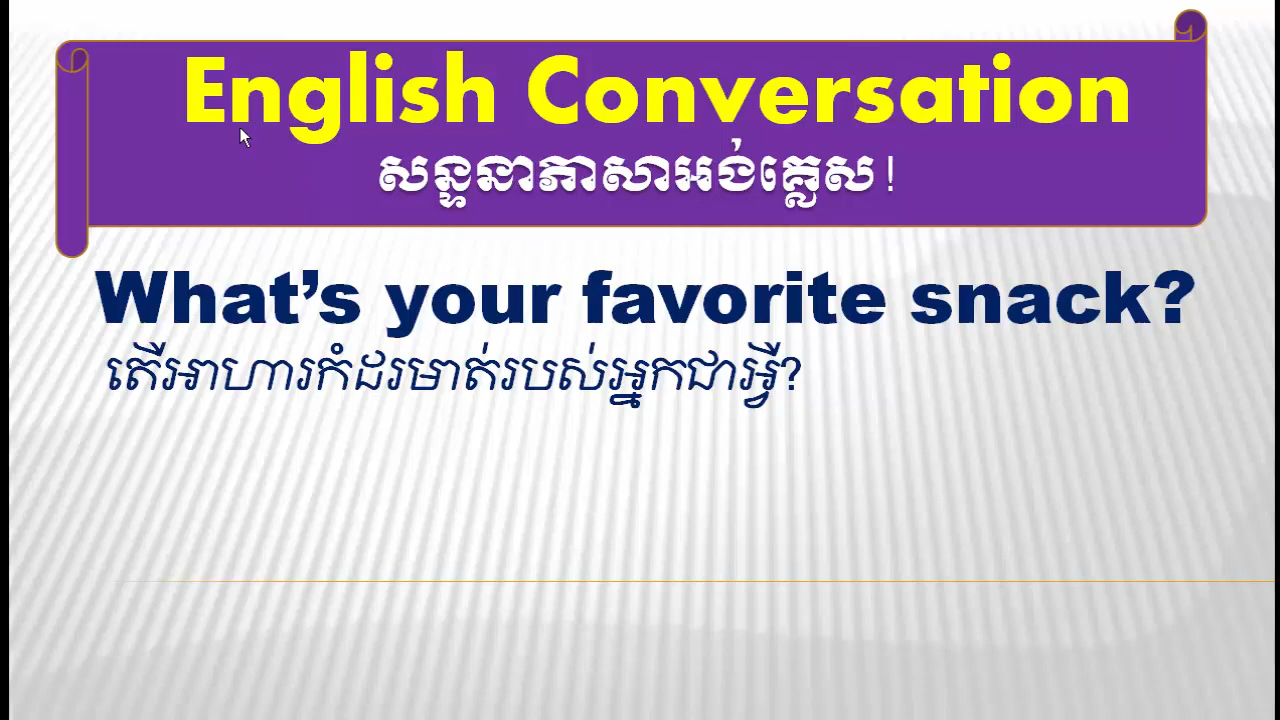 English Conversation
សន្ទនាភាសាអង់គ្លេស!
What’s your favorite snack?
តើអាហារកំដរមាត់របស់អ្នកជាអ្វី?